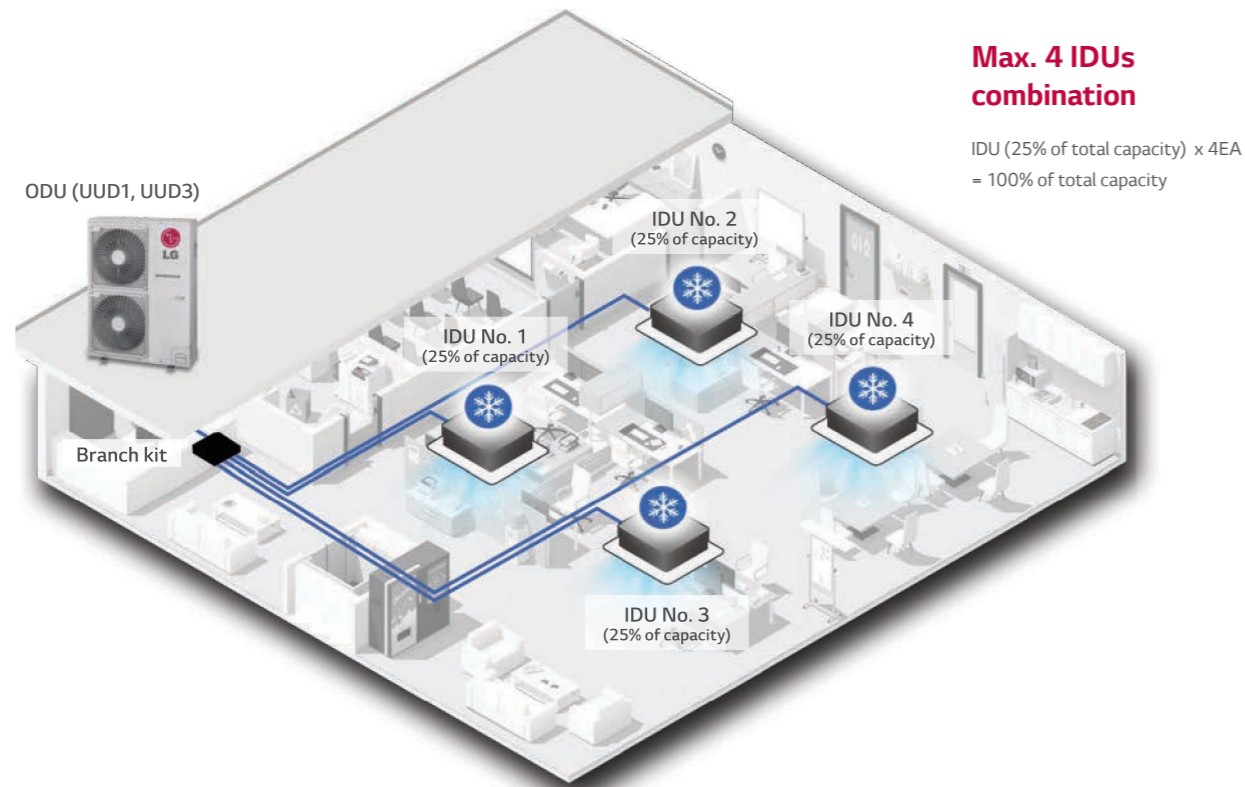 Max. 4 IDUs
combination
IDU (25% of total capacity) x 4EA
= 100% of total capacity
ODU (UUD1, UUD3)
LG
IDU No. 2
(25% of capacity)
IDU No. 1
(25% of capacity)
IDU No. 4
(25% of capacity)
Branch kit
IDU No. 3
(25% of capacity)